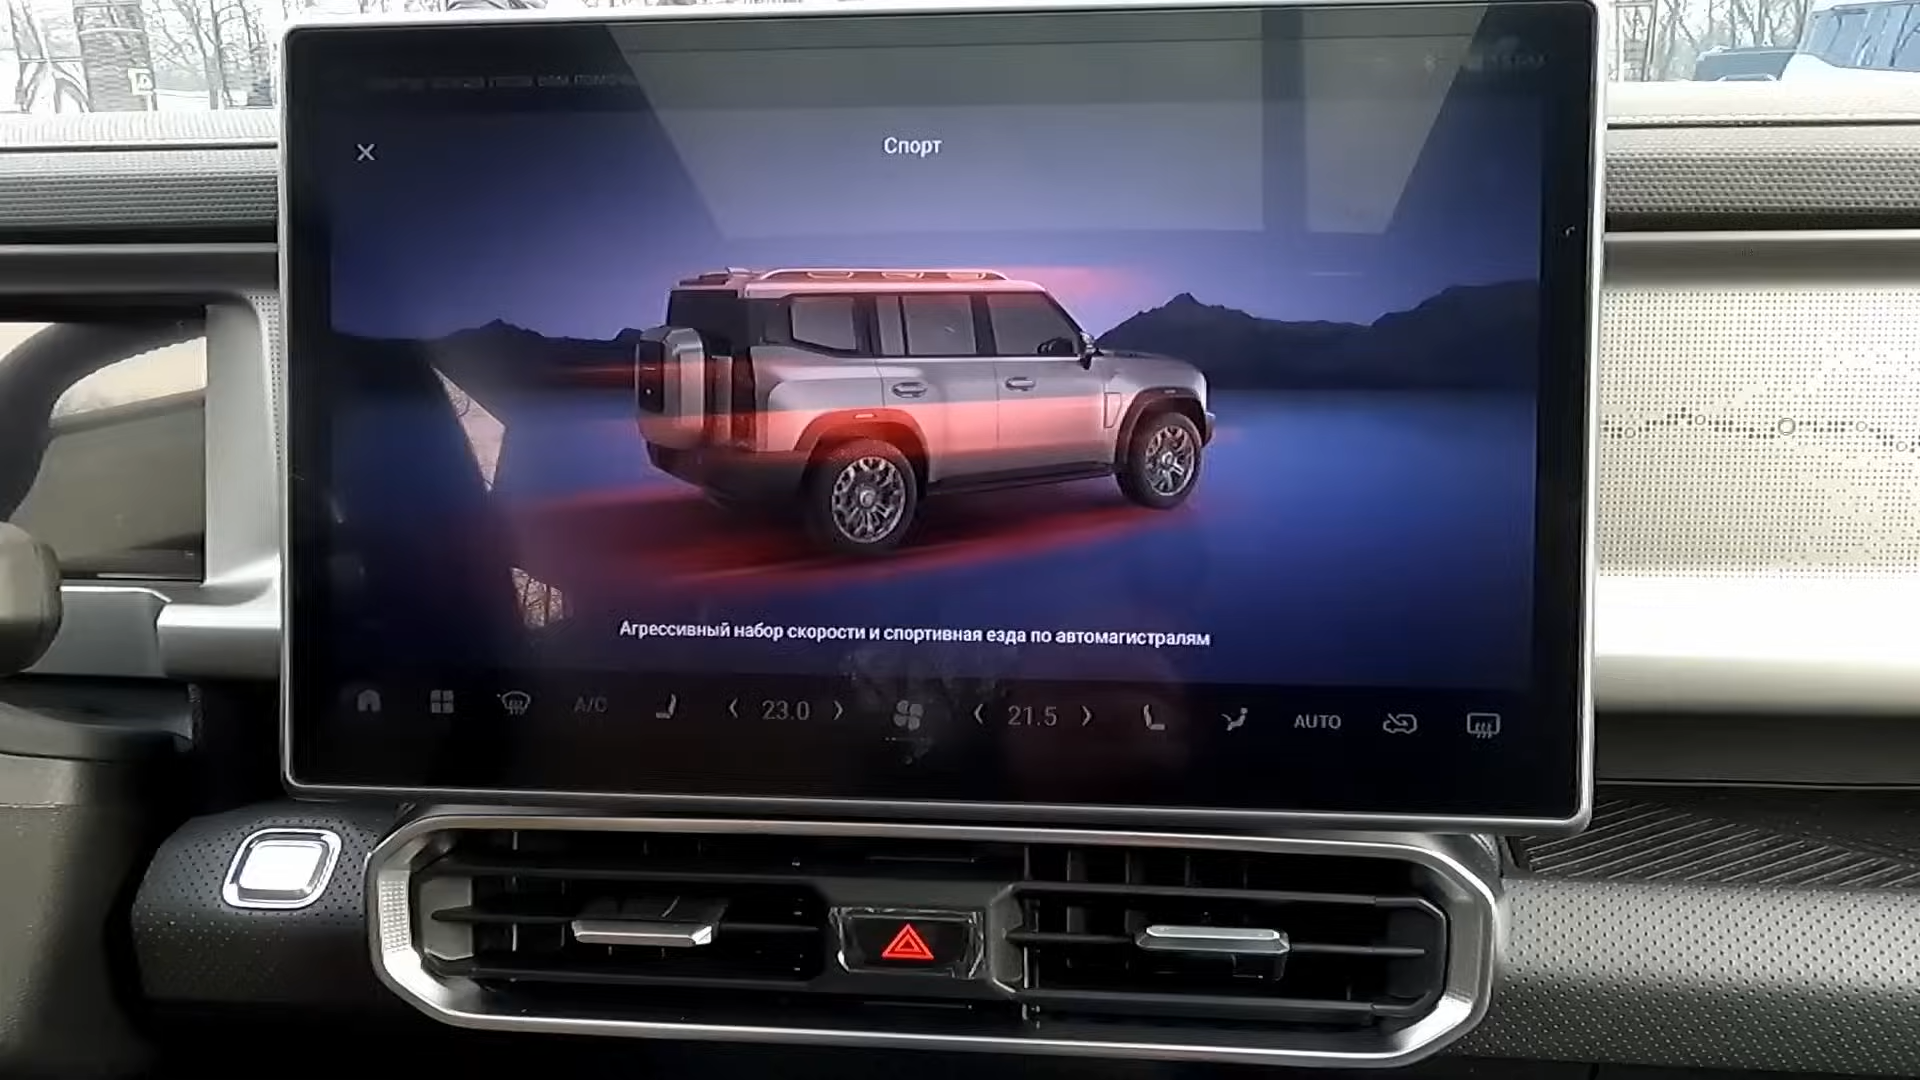 Спорт
Агрессивный набор скорости и спортивная езда по автомагистралям
A/C 23.0 21.5 AUTO